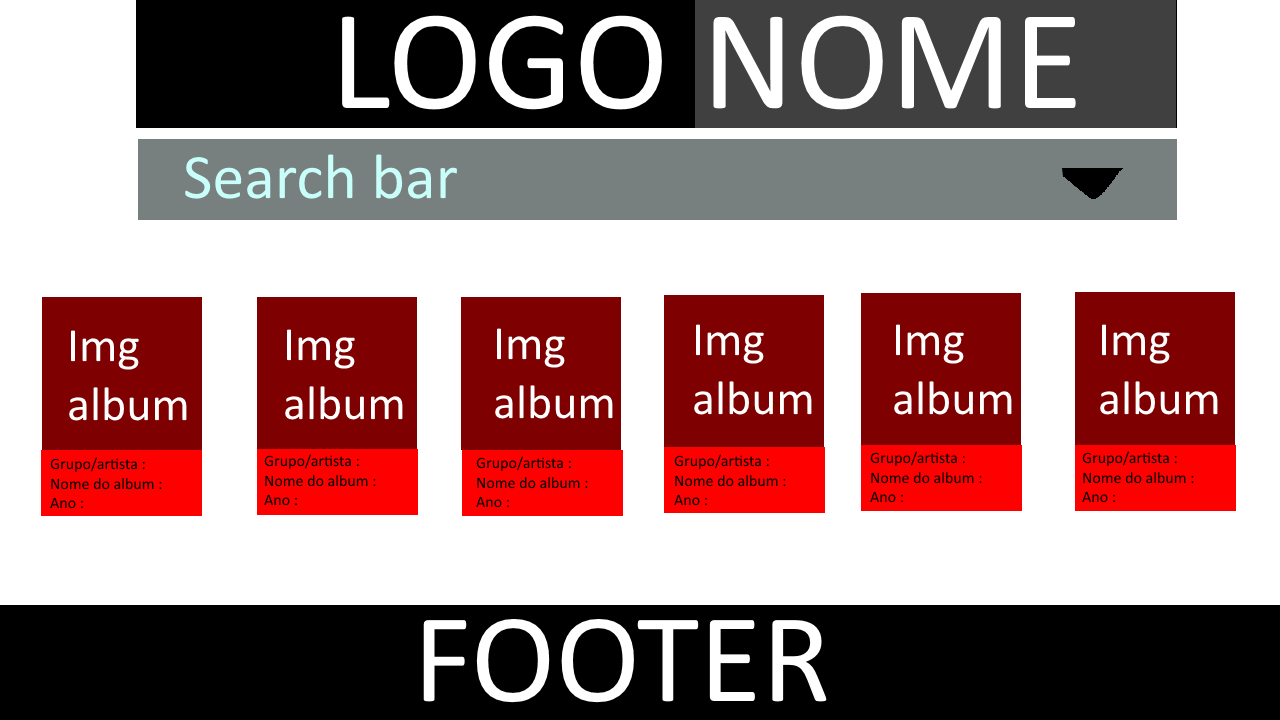 LOGO NOME
Search bar
Img
album
Grupo/artista :
Nome do album :
Ano :
Img
album
Grupo/artista :
Nome do album :
Ano :
Img
album
Grupo/artista :
Nome do album :
Ano :
Img
album
Grupo/artista :
Nome do album :
Ano :
Img
album
Grupo/artista :
Nome do album :
Ano :
Img
album
Grupo/artista :
Nome do album :
Ano :
FOOTER